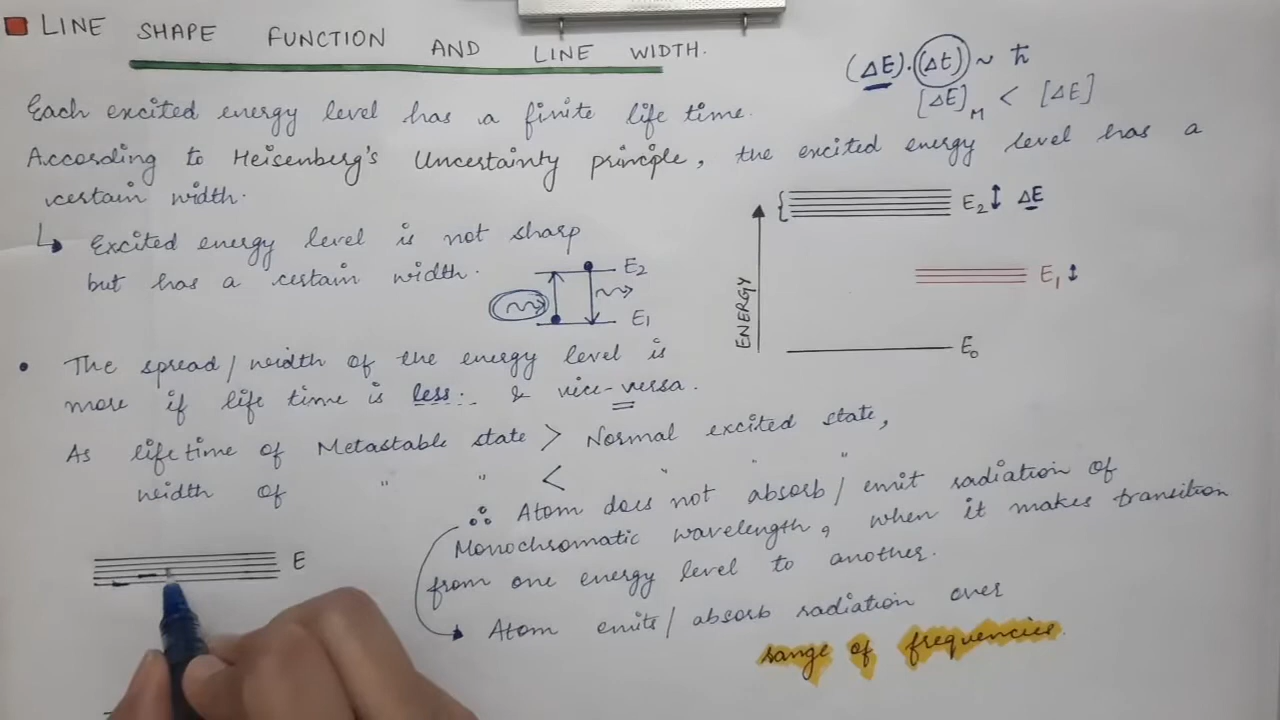 LINE SHAPE FUNCTION AND LINE WIDTH.
(ΔE).(Δt) ~ ħ
[ΔE]M < [ΔE]
Each excited energy level has a finite life time.
According to Heisenberg's Uncertainty principle, the excited energy level has a
certain width.
↳ Excited energy level is not sharp
but has a certain width.
E2
E1
ENERGY
E2 ↕ ΔE
E1 ↕
E0
• The spread/width of the energy level is
more if life time is less. & vice-versa.
As lifetime of Metastable state > Normal excited state,
width of " " < " " "
∴ Atom does not absorb/emit radiation of
Monochromatic wavelength, when it makes transition
from one energy level to another.
Atom emits/absorb radiation over
range of frequencies.
E